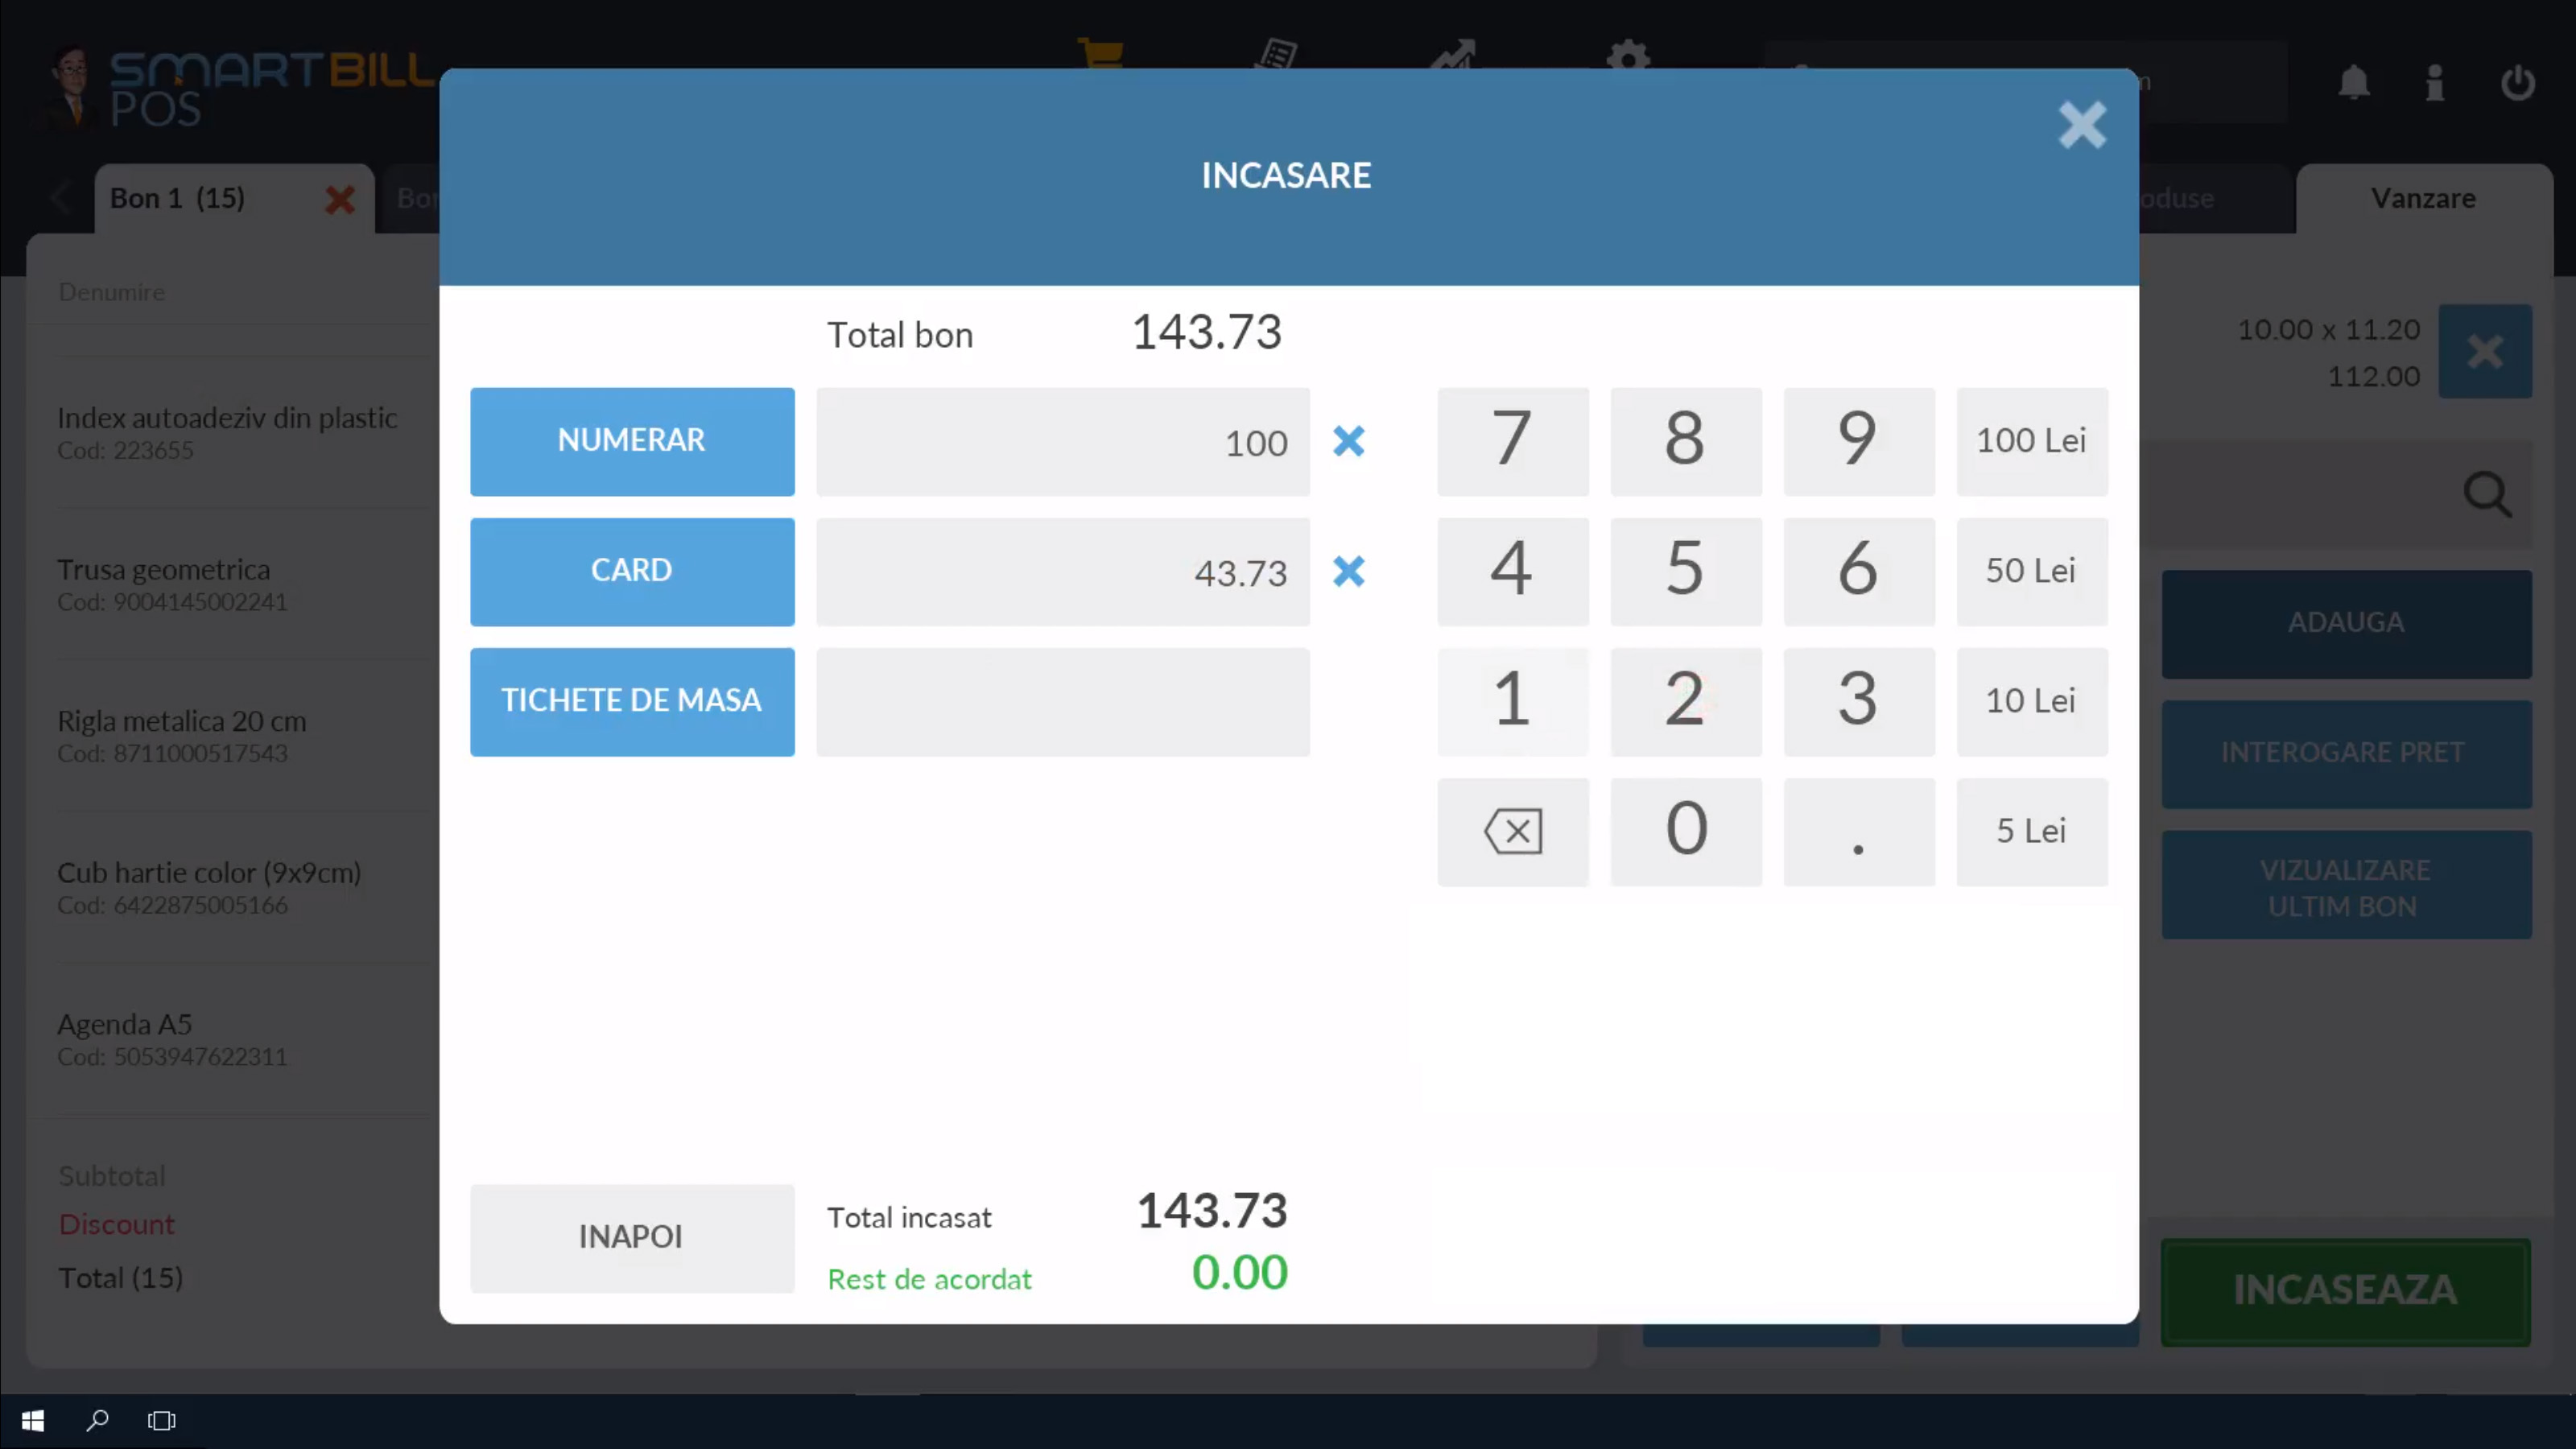 SMARTBILL
POS
Bon 1 (15)
Vanzare
INCASARE
Denumire
Total bon 143.73
10.00 x 11.20
112.00
Index autoadeziv din plastic
Cod: 223655
NUMERAR 100
7 8 9 100 Lei
Trusa geometrica
Cod: 9004145002241
CARD 43.73
4 5 6 50 Lei
ADAUGA
Rigla metalica 20 cm
Cod: 8711000517543
TICHETE DE MASA
1 2 3 10 Lei
INTEROGARE PRET
Cub hartie color (9x9cm)
Cod: 6422875005166
0 . 5 Lei
VIZUALIZARE
ULTIM BON
Agenda A5
Cod: 5053947622311
Subtotal
Discount
Total (15)
INAPOI
Total incasat 143.73
Rest de acordat 0.00
INCASEAZA